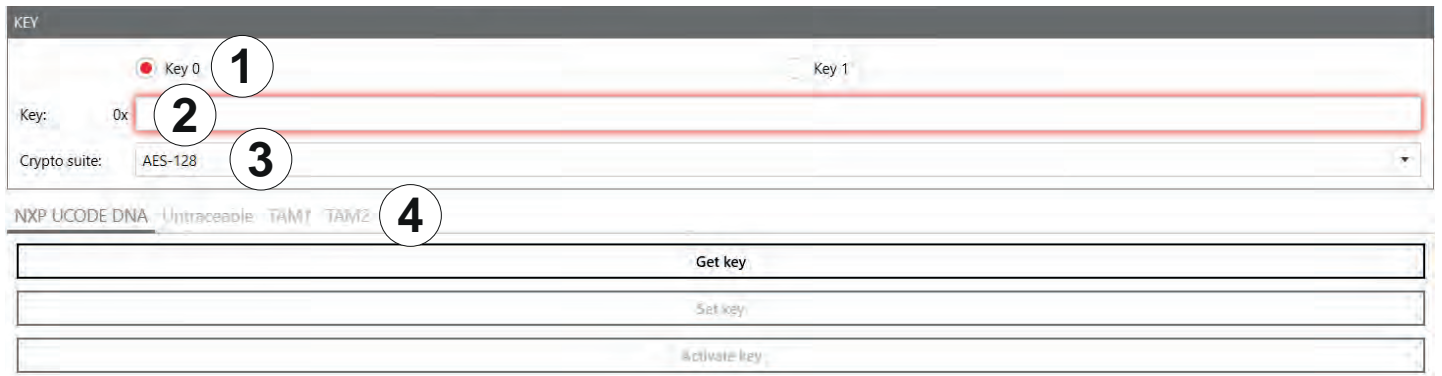 KEY
Key 0 1 Key 1
Key: 0x 2
Crypto suite: AES-128 3
NXP UCODE DNA Untraceable TAM1 TAM2 4
Get key
Set key
Activate key